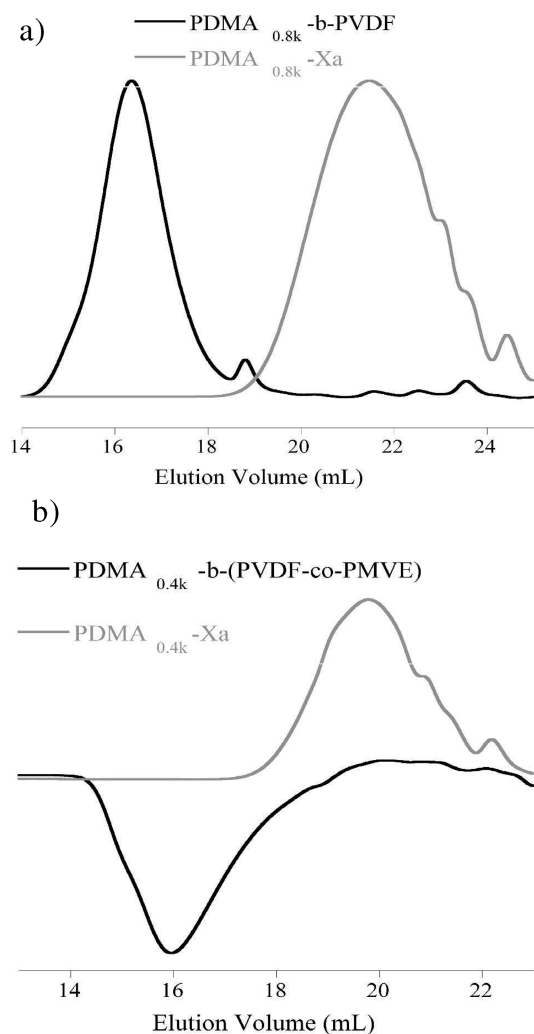 a)
PDMA 0.8k -b-PVDF
PDMA 0.8k -Xa
14 16 18 20 22 24
Elution Volume (mL)
b)
PDMA 0.4k -b-(PVDF-co-PMVE)
PDMA 0.4k -Xa
14 16 18 20 22
Elution Volume (mL)